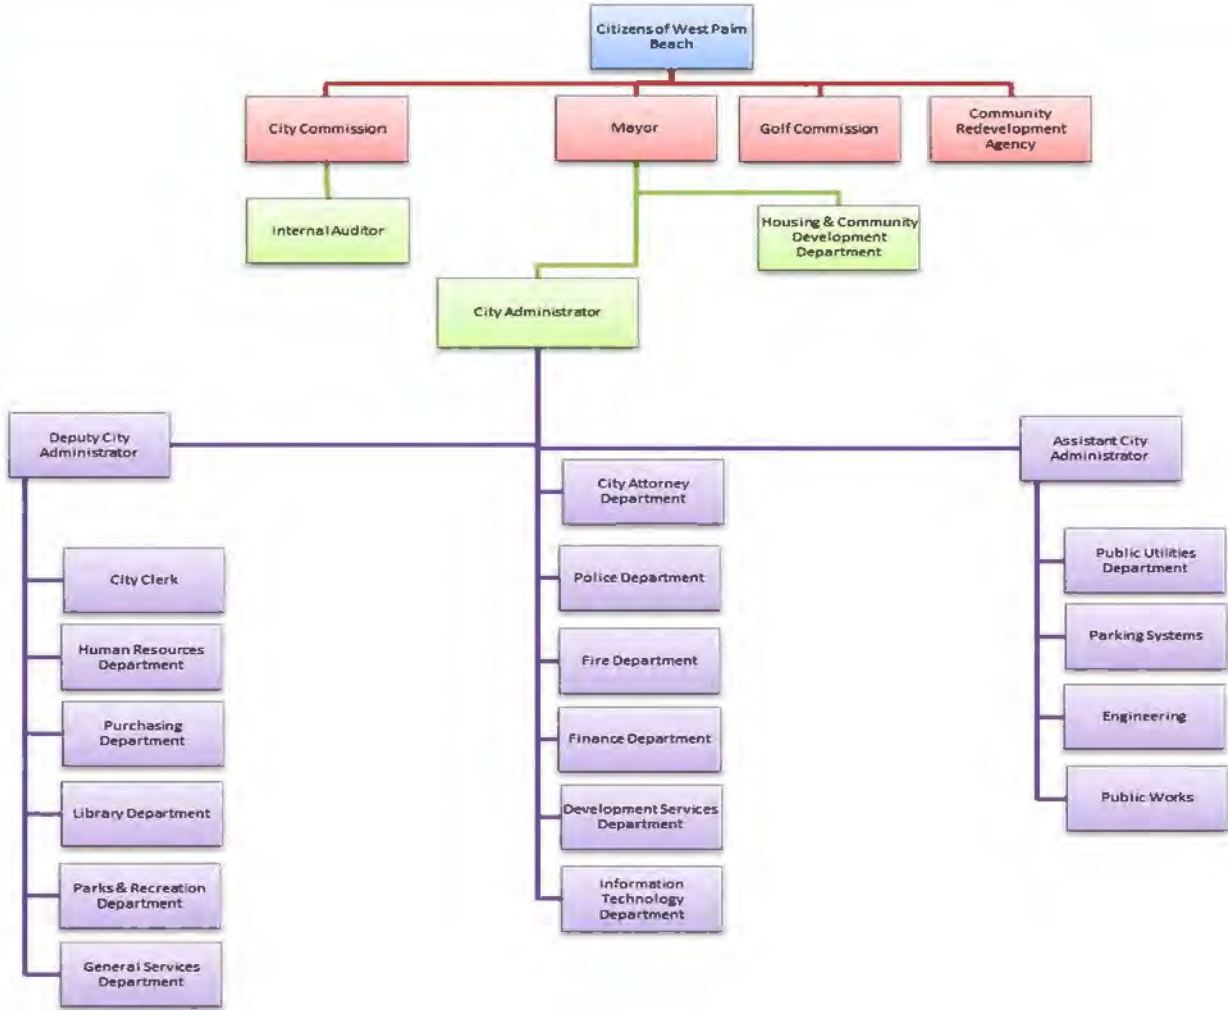 Citizens of West Palm
Beach
City Commission
Mayor
Golf Commission
Community
Redevelopment
Agency
Internal Auditor
Housing & Community
Development
Department
City Administrator
Deputy City
Administrator
Assistant City
Administrator
City Attorney
Department
Police Department
Fire Department
Finance Department
Development Services
Department
Information
Technology
Department
City Clerk
Human Resources
Department
Purchasing
Department
Library Department
Parks & Recreation
Department
General Services
Department
Public Utilities
Department
Parking Systems
Engineering
Public Works